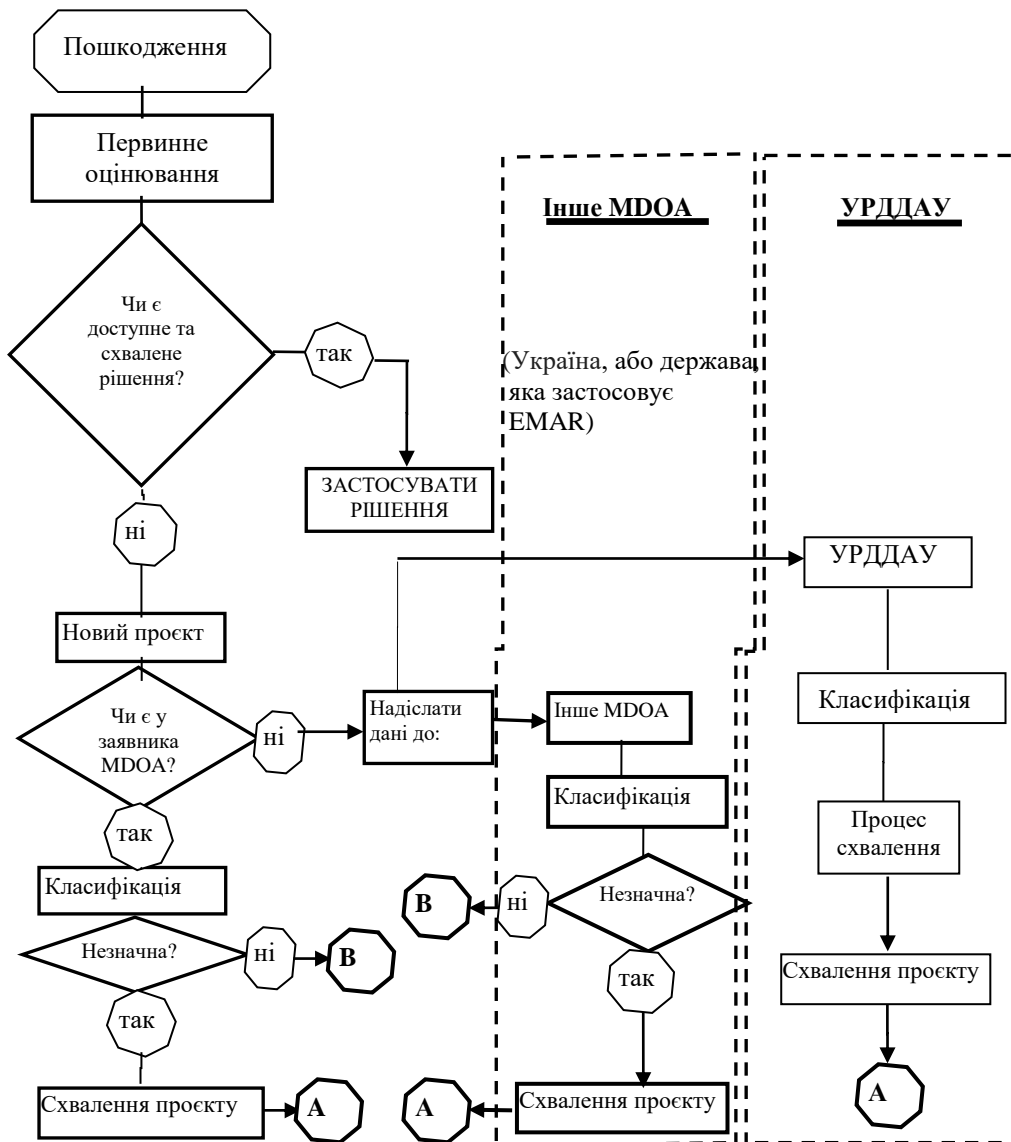 Пошкодження
Первинне
оцінювання
Чи є
доступне та
схвалене
рішення?
так
ЗАСТОСУВАТИ
РІШЕННЯ
ні
Новий проєкт
Чи є у
заявника
MDOA?
ні
Надіслати
дані до:
так
Класифікація
Незначна?
ні
B
так
Схвалення проєкту
A
Інше MDOA
(Україна, або держава,
яка застосовує
EMAR)
Інше MDOA
Класифікація
Незначна?
ні
B
так
Схвалення проєкту
A
УРДДАУ
УРДДАУ
Класифікація
Процес
схвалення
Схвалення проєкту
A